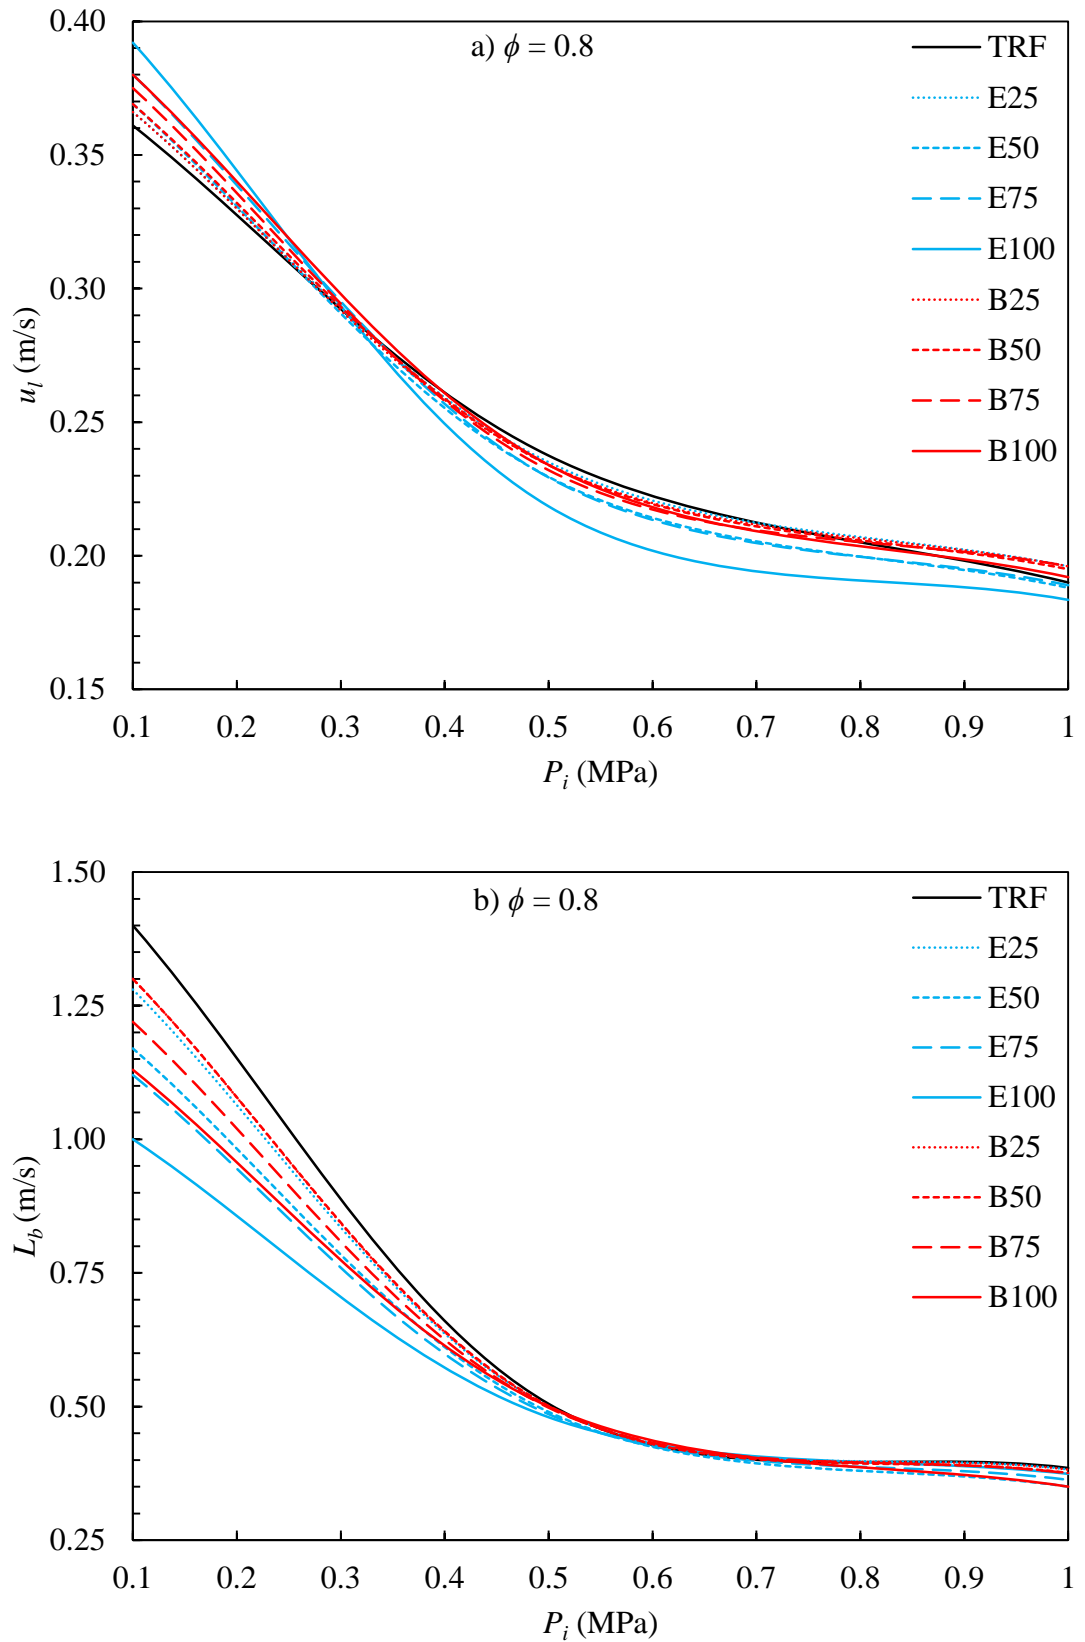 a) ϕ = 0.8
0.40
0.35
0.30
0.25
0.20
0.15
u_l (m/s)
TRF
E25
E50
E75
E100
B25
B50
B75
B100
0.1 0.2 0.3 0.4 0.5 0.6 0.7 0.8 0.9 1
P_i (MPa)
b) ϕ = 0.8
1.50
1.25
1.00
0.75
0.50
0.25
L_b (m/s)
TRF
E25
E50
E75
E100
B25
B50
B75
B100
0.1 0.2 0.3 0.4 0.5 0.6 0.7 0.8 0.9 1
P_i (MPa)